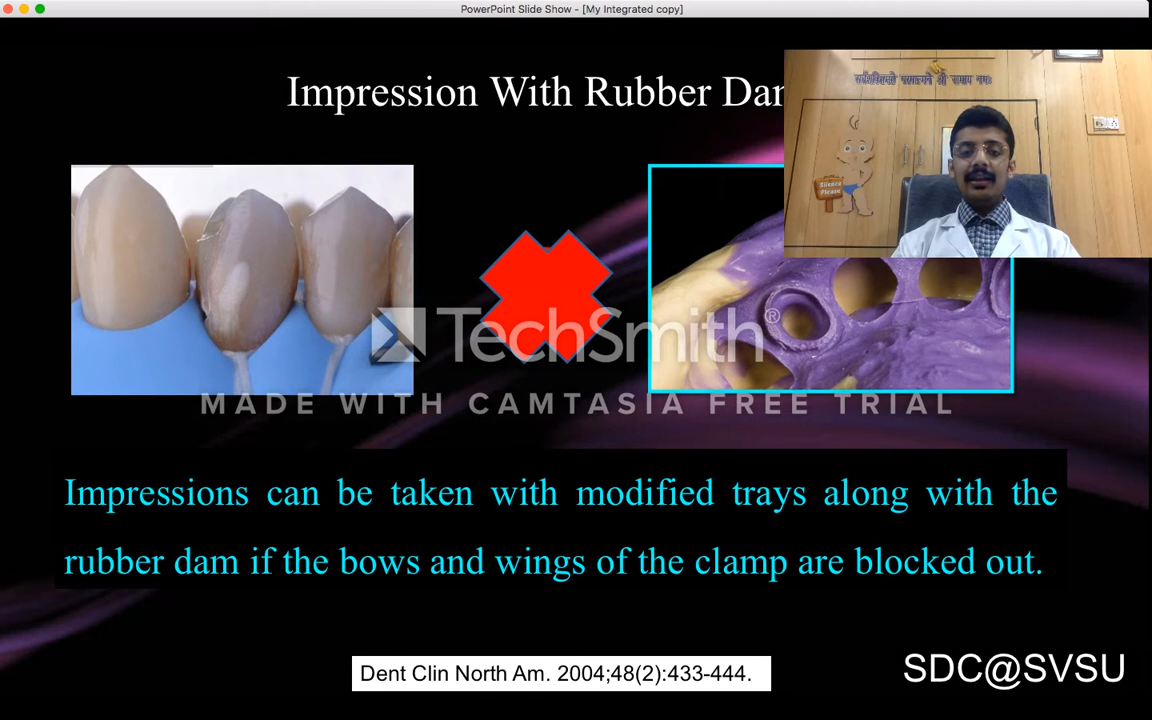 PowerPoint Slide Show - [My Integrated copy]
Impression With Rubber
Silence
Please
TechSmith®
MADE WITH CAMTASIA FREE TRIAL
Impressions can be taken with modified trays along with the
rubber dam if the bows and wings of the clamp are blocked out.
Dent Clin North Am. 2004;48(2):433-444.
SDC@SVSU